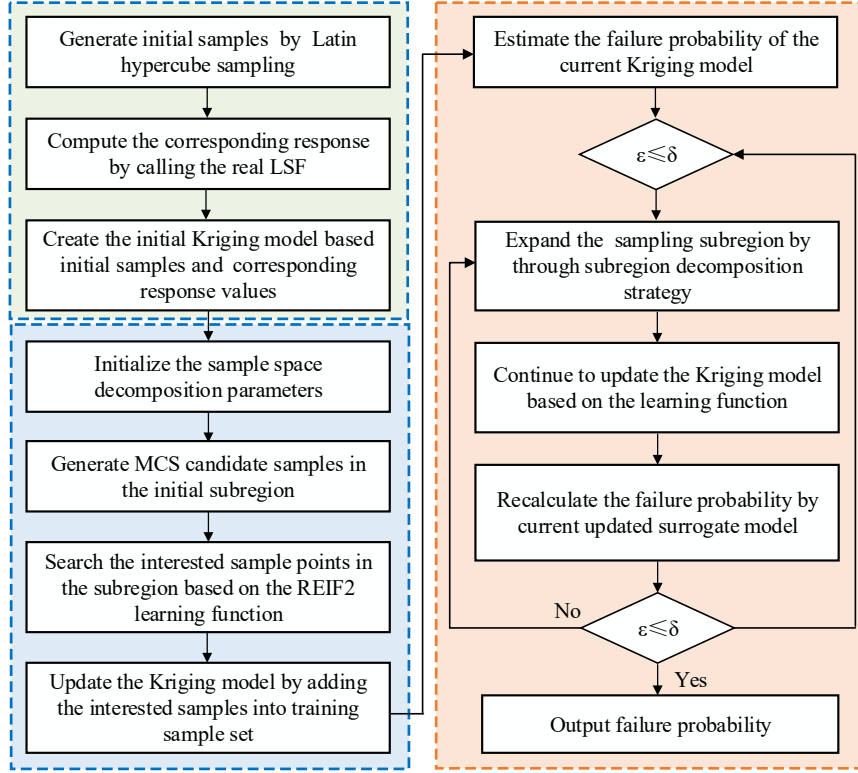 Generate initial samples by Latin
hypercube sampling
Compute the corresponding response
by calling the real LSF
Create the initial Kriging model based
initial samples and corresponding
response values
Initialize the sample space
decomposition parameters
Generate MCS candidate samples in
the initial subregion
Search the interested sample points in
the subregion based on the REIF2
learning function
Update the Kriging model by adding
the interested samples into training
sample set
Estimate the failure probability of the
current Kriging model
ε≤δ
Expand the sampling subregion by
through subregion decomposition
strategy
Continue to update the Kriging model
based on the learning function
Recalculate the failure probability by
current updated surrogate model
No
ε≤δ
Yes
Output failure probability